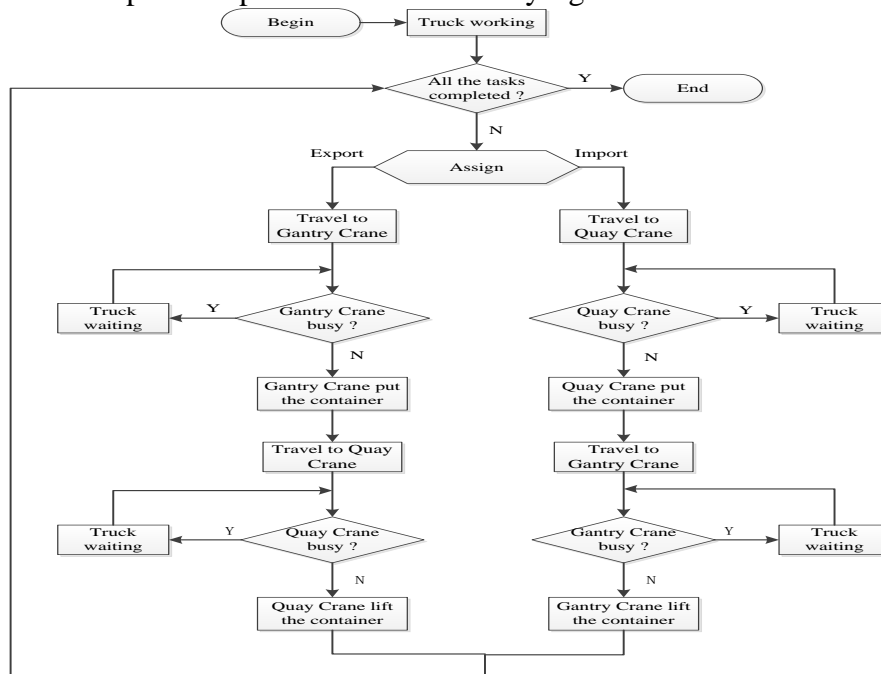 Begin
Truck working
All the tasks
completed ?
Y
End
N
Export
Assign
Import
Travel to
Gantry Crane
Travel to
Quay Crane
Truck
waiting
Y
Gantry Crane
busy ?
Quay Crane
busy ?
Y
Truck
waiting
N
N
Gantry Crane put
the container
Quay Crane put
the container
Travel to Quay
Crane
Travel to
Gantry Crane
Truck
waiting
Y
Quay Crane
busy ?
Gantry Crane
busy ?
Y
Truck
waiting
N
N
Quay Crane lift
the container
Gantry Crane lift
the container